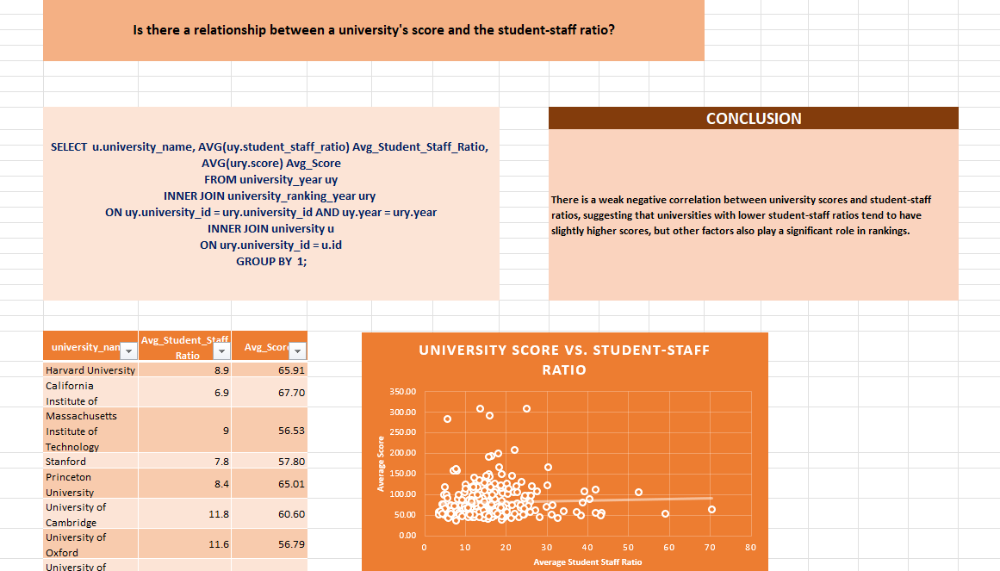 Is there a relationship between a university's score and the student-staff ratio?
SELECT u.university_name, AVG(uy.student_staff_ratio) Avg_Student_Staff_Ratio,
AVG(ury.score) Avg_Score
FROM university_year uy
INNER JOIN university_ranking_year ury
ON uy.university_id = ury.university_id AND uy.year = ury.year
INNER JOIN university u
ON ury.university_id = u.id
GROUP BY 1;
CONCLUSION
There is a weak negative correlation between university scores and student-staff
ratios, suggesting that universities with lower student-staff ratios tend to have
slightly higher scores, but other factors also play a significant role in rankings.
university_nam Avg_Student_Staff Avg_Score
Ratio
Harvard University 8.9 65.91
California
Institute of 6.9 67.70
Massachusetts
Institute of 9 56.53
Technology
Stanford 7.8 57.80
Princeton
University 8.4 65.01
University of
Cambridge 11.8 60.60
University of
Oxford 11.6 56.79
University of
UNIVERSITY SCORE VS. STUDENT-STAFF
RATIO
Average Score
350.00
300.00
250.00
200.00
150.00
100.00
50.00
0.00
0 10 20 30 40 50 60 70 80
Average Student Staff Ratio